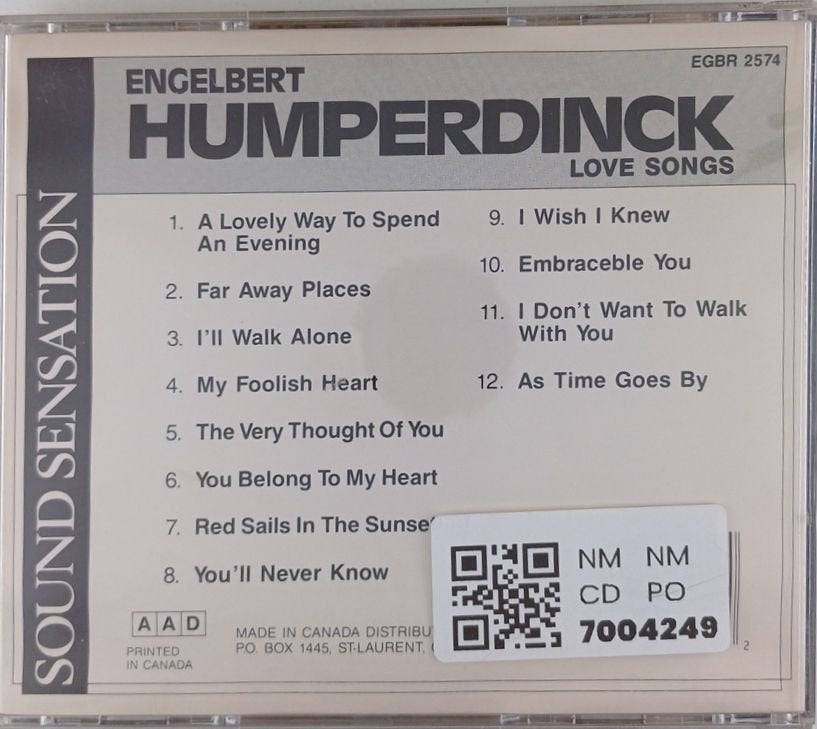 EGBR 2574
ENGELBERT
HUMPERDINCK
LOVE SONGS
SOUND SENSATION
1. A Lovely Way To Spend
An Evening
2. Far Away Places
3. I'll Walk Alone
4. My Foolish Heart
5. The Very Thought Of You
6. You Belong To My Heart
7. Red Sails In The
8. You'll Never Know
9. I Wish I Knew
10. Embraceble You
11. I Don't Want To Walk
With You
12. As Time Goes By
AAD
PRINTED
IN CANADA
MADE IN CANADA
P.O. BOX 1445, ST-LAURENT,
NM NM
CD PO
7004249
2